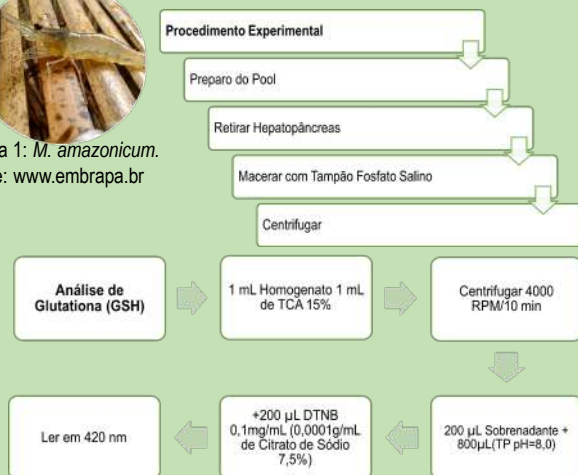 Procedimento Experimental
Preparo do Pool
Retirar Hepatopâncreas
a 1: M. amazonicum.
: www.embrapa.br
Macerar com Tampão Fosfato Salino
Centrifugar
Análise de
Glutationa (GSH)
1 mL Homogenato 1 mL
de TCA 15%
Centrifugar 4000
RPM/10 min
200 µL Sobrenadante +
800µL(TP pH=8,0)
+200 µL DTNB
0,1mg/mL (0,0001g/mL
de Citrato de Sódio
7,5%)
Ler em 420 nm